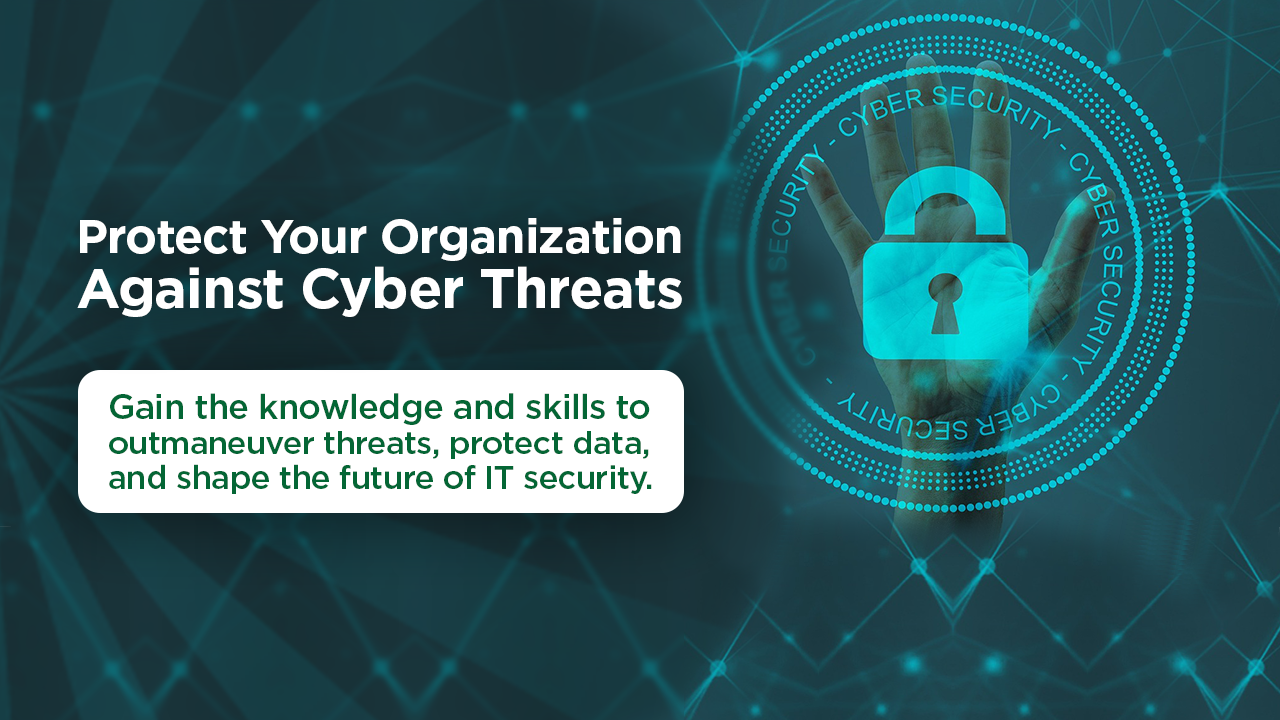 Protect Your Organization
Against Cyber Threats
Gain the knowledge and skills to
outmaneuver threats, protect data,
and shape the future of IT security.
CYBER SECURITY - CYBER SECURITY - CYBER SECURITY - CYBER SECURITY -